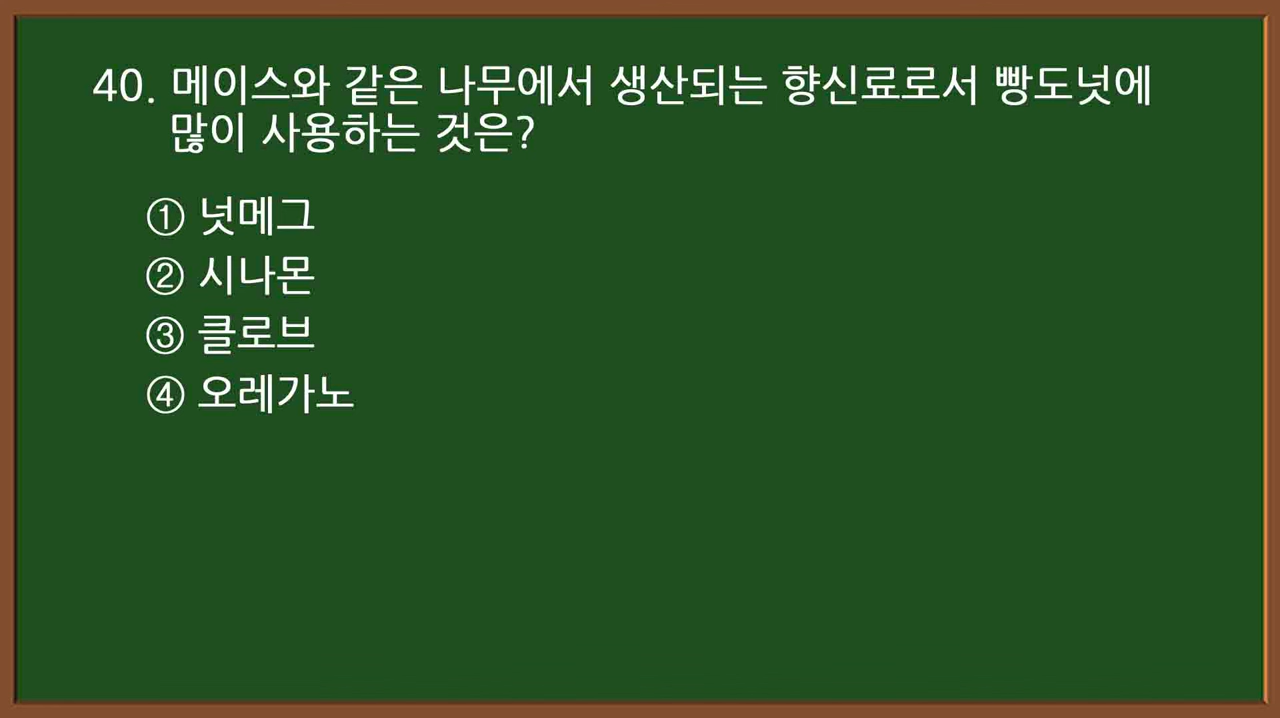 40. 메이스와 같은 나무에서 생산되는 향신료로서 빵도넛에
많이 사용하는 것은?
① 넛메그
② 시나몬
③ 클로브
④ 오레가노